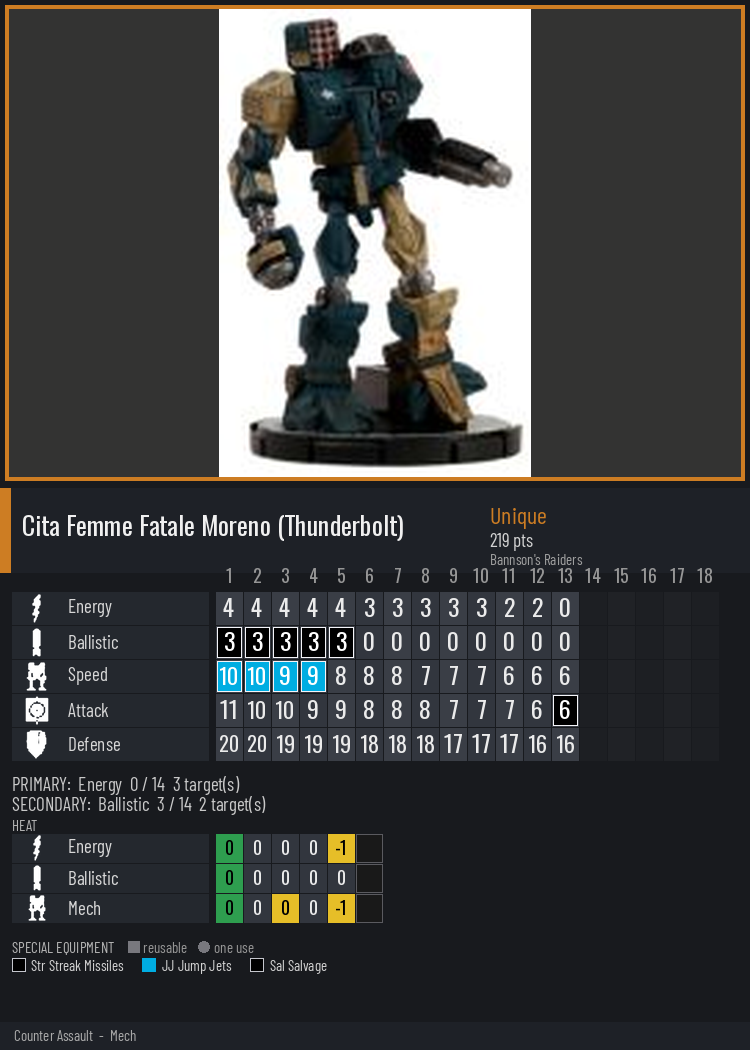 Cita Femme Fatale Moreno (Thunderbolt)
Unique
219 pts
Bannson's Raiders
1 2 3 4 5 6 7 8 9 10 11 12 13 14 15 16 17 18
Energy 4 4 4 4 4 3 3 3 3 3 2 2 0
Ballistic 3 3 3 3 3 0 0 0 0 0 0 0 0
Speed 10 10 9 9 8 8 8 7 7 7 6 6 6
Attack 11 10 10 9 9 8 8 8 7 7 7 6 6
Defense 20 20 19 19 19 18 18 18 17 17 17 16 16
PRIMARY: Energy 0 / 14 3 target(s)
SECONDARY: Ballistic 3 / 14 2 target(s)
HEAT
Energy 0 0 0 0 -1
Ballistic 0 0 0 0 0
Mech 0 0 0 0 -1
SPECIAL EQUIPMENT reusable one use
Str Streak Missiles JJ Jump Jets Sal Salvage
Counter Assault - Mech